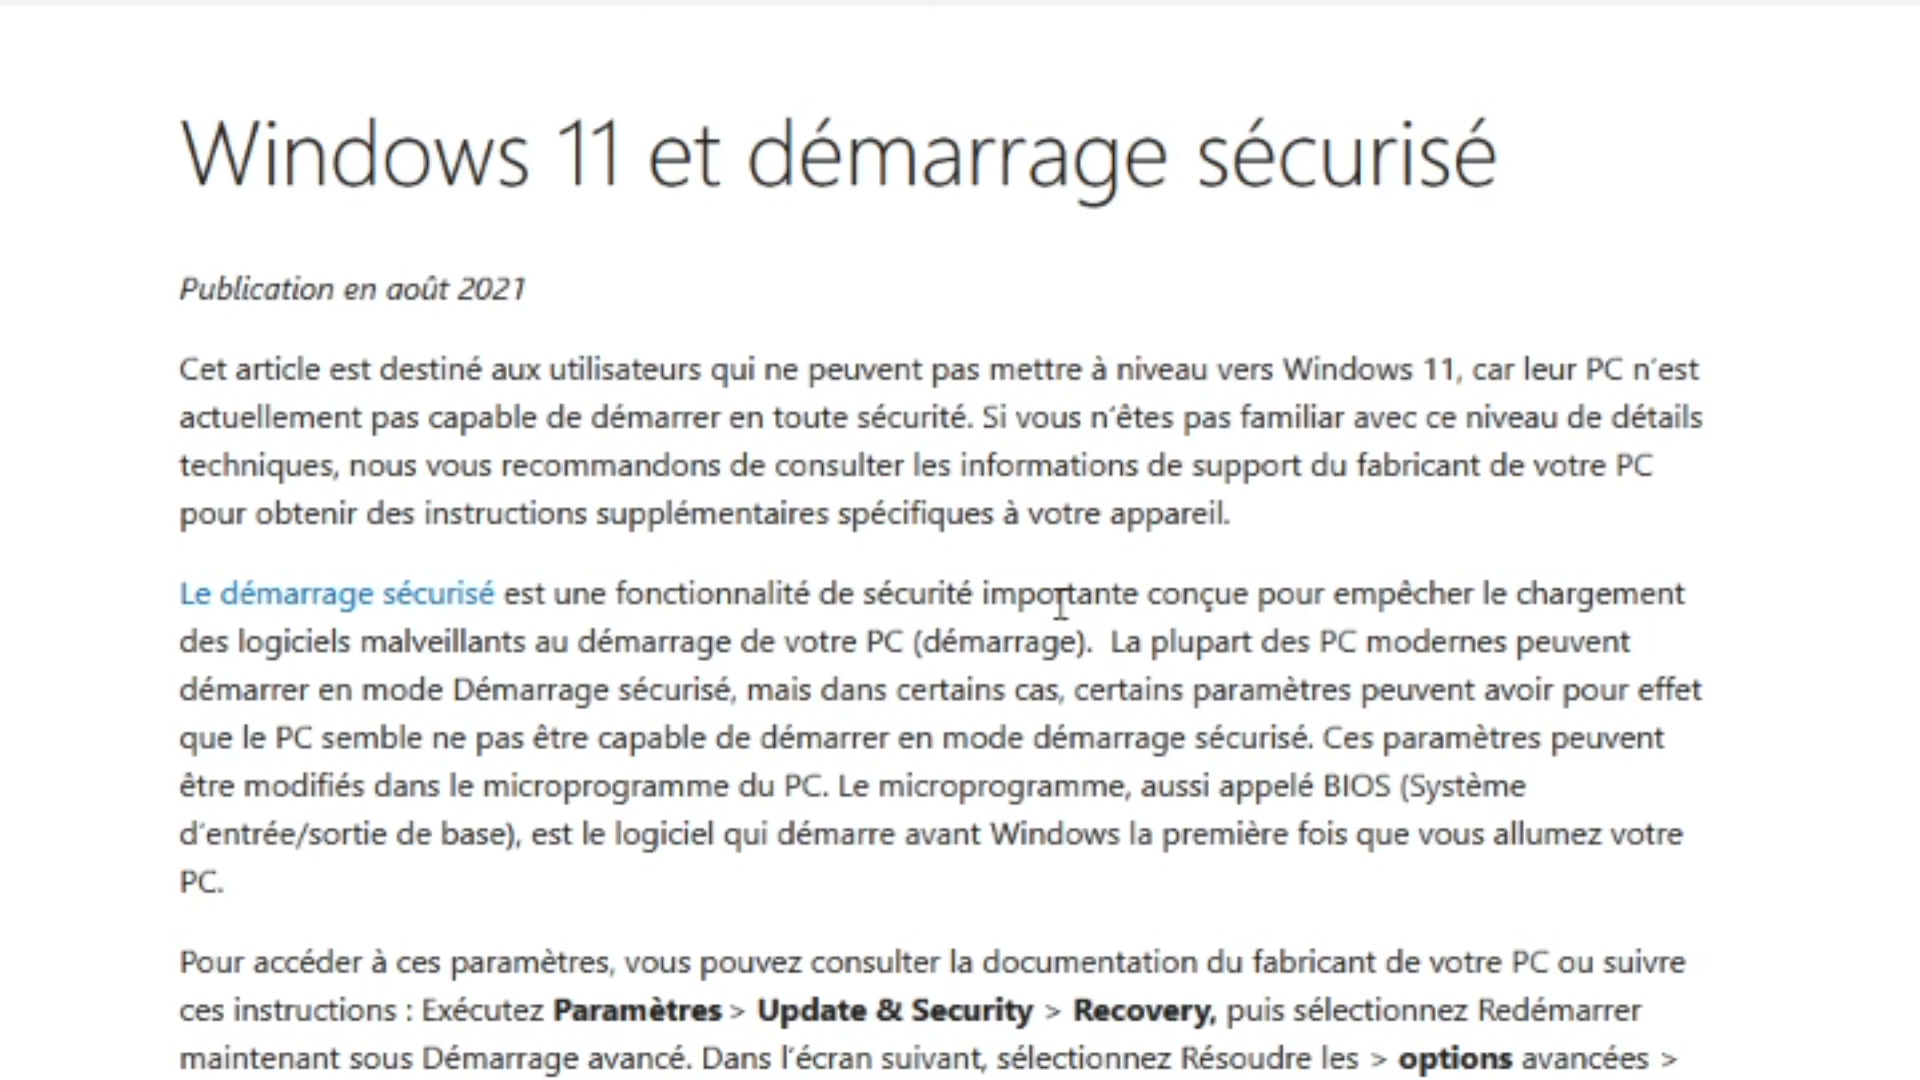 Windows 11 et démarrage sécurisé
Publication en août 2021
Cet article est destiné aux utilisateurs qui ne peuvent pas mettre à niveau vers Windows 11, car leur PC n'est
actuellement pas capable de démarrer en toute sécurité. Si vous n'êtes pas familiar avec ce niveau de détails
techniques, nous vous recommandons de consulter les informations de support du fabricant de votre PC
pour obtenir des instructions supplémentaires spécifiques à votre appareil.
Le démarrage sécurisé est une fonctionnalité de sécurité importante conçue pour empêcher le chargement
des logiciels malveillants au démarrage de votre PC (démarrage).  La plupart des PC modernes peuvent
démarrer en mode Démarrage sécurisé, mais dans certains cas, certains paramètres peuvent avoir pour effet
que le PC semble ne pas être capable de démarrer en mode démarrage sécurisé. Ces paramètres peuvent
être modifiés dans le microprogramme du PC. Le microprogramme, aussi appelé BIOS (Système
d'entrée/sortie de base), est le logiciel qui démarre avant Windows la première fois que vous allumez votre
PC.
Pour accéder à ces paramètres, vous pouvez consulter la documentation du fabricant de votre PC ou suivre
ces instructions : Exécutez Paramètres > Update & Security > Recovery, puis sélectionnez Redémarrer
maintenant sous Démarrage avancé. Dans l'écran suivant, sélectionnez Résoudre les > options avancées >